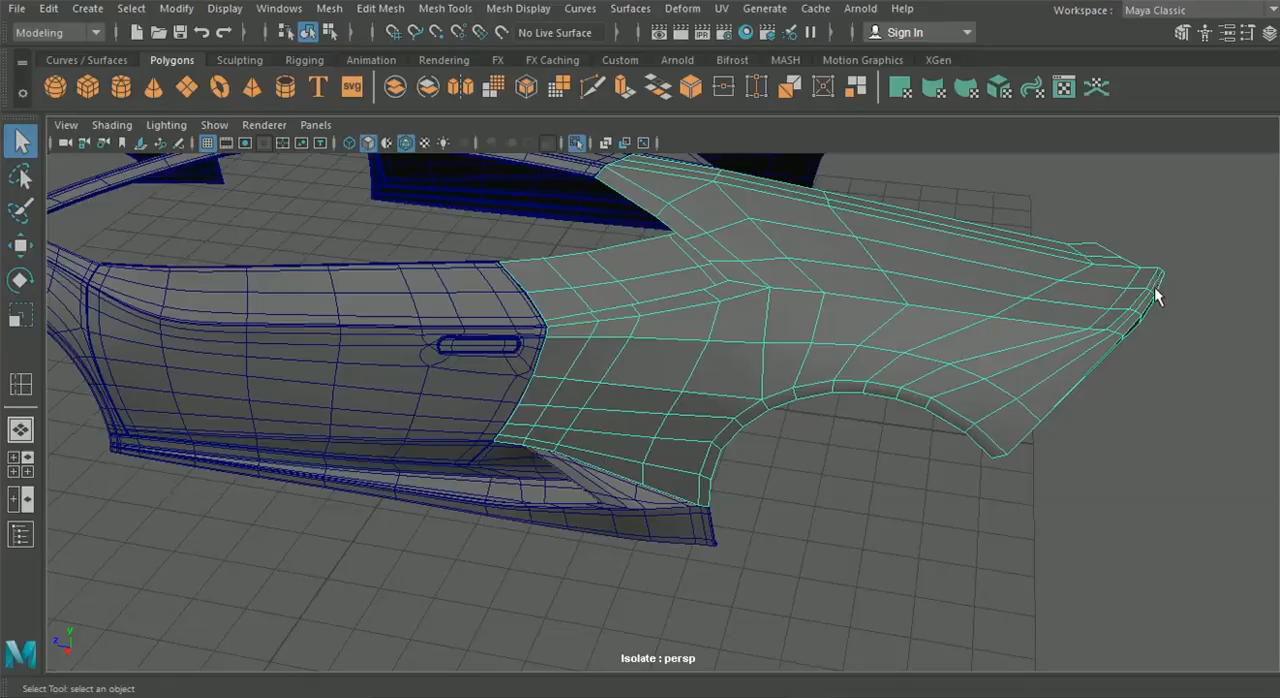 File Edit Create Select Modify Display Windows Mesh Edit Mesh Mesh Tools Mesh Display Curves Surfaces Deform UV Generate Cache Arnold Help Workspace : Maya Classic
Modeling No Live Surface Sign In
Curves / Surfaces Polygons Sculpting Rigging Animation Rendering FX FX Caching Custom Arnold Bifrost MASH Motion Graphics XGen
T SVG
View Shading Lighting Show Renderer Panels
Isolate : persp
y
z
Select Tool: select an object